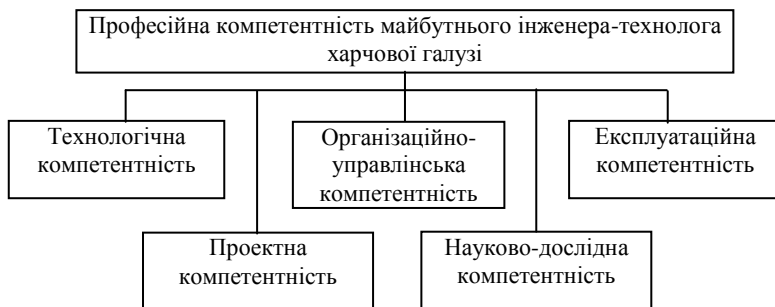 Професійна компетентність майбутнього інженера-технолога
харчової галузі
Технологічна
компетентність
Організаційно-
управлінська
компетентність
Експлуатаційна
компетентність
Проектна
компетентність
Науково-дослідна
компетентність